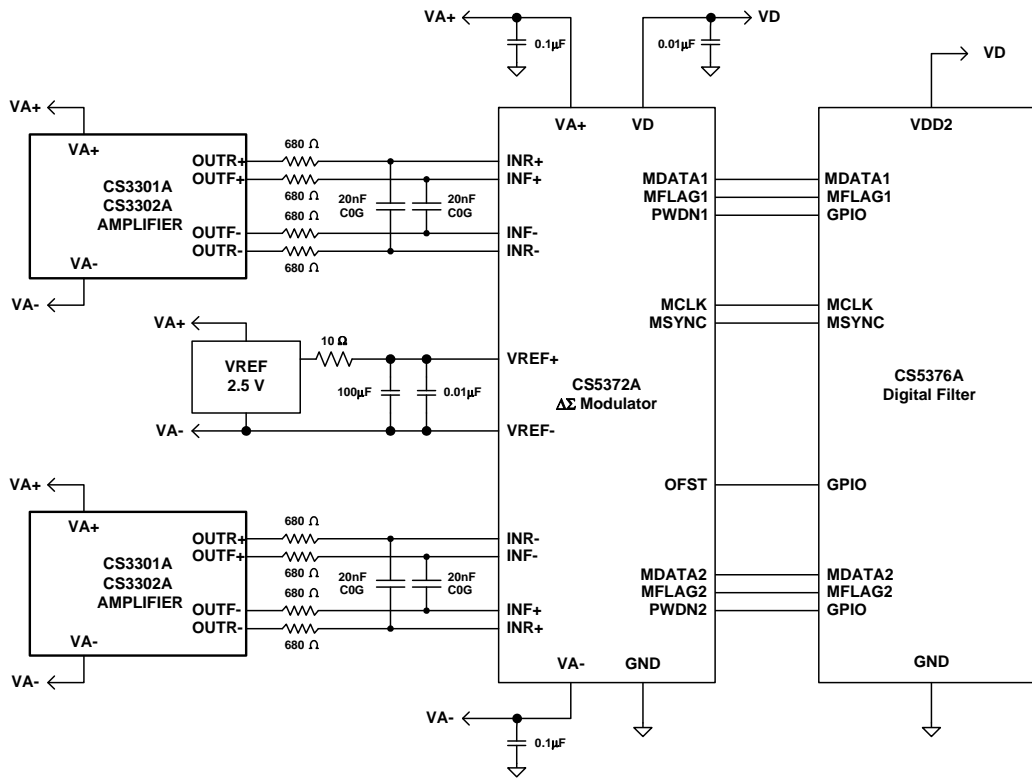 VA+
0.1µF
0.01µF
VD
VD
VA+
VA+
CS3301A
CS3302A
AMPLIFIER
VA-
VA-
OUTR+
OUTF+
OUTF-
OUTR-
680 Ω
680 Ω
680 Ω
680 Ω
20nF
C0G
20nF
C0G
VA+
VREF
2.5 V
VA-
10 Ω
100µF
0.01µF
VA+
VA+
CS3301A
CS3302A
AMPLIFIER
VA-
VA-
OUTR+
OUTF+
OUTF-
OUTR-
680 Ω
680 Ω
680 Ω
680 Ω
20nF
C0G
20nF
C0G
VA+
VD
INR+
INF+
INF-
INR-
VREF+
VREF-
INR-
INF-
INF+
INR+
CS5372A
ΔΣ Modulator
MDATA1
MFLAG1
PWDN1
MCLK
MSYNC
OFST
MDATA2
MFLAG2
PWDN2
VA-
GND
VDD2
MDATA1
MFLAG1
GPIO
MCLK
MSYNC
CS5376A
Digital Filter
GPIO
MDATA2
MFLAG2
GPIO
GND
VA-
0.1µF